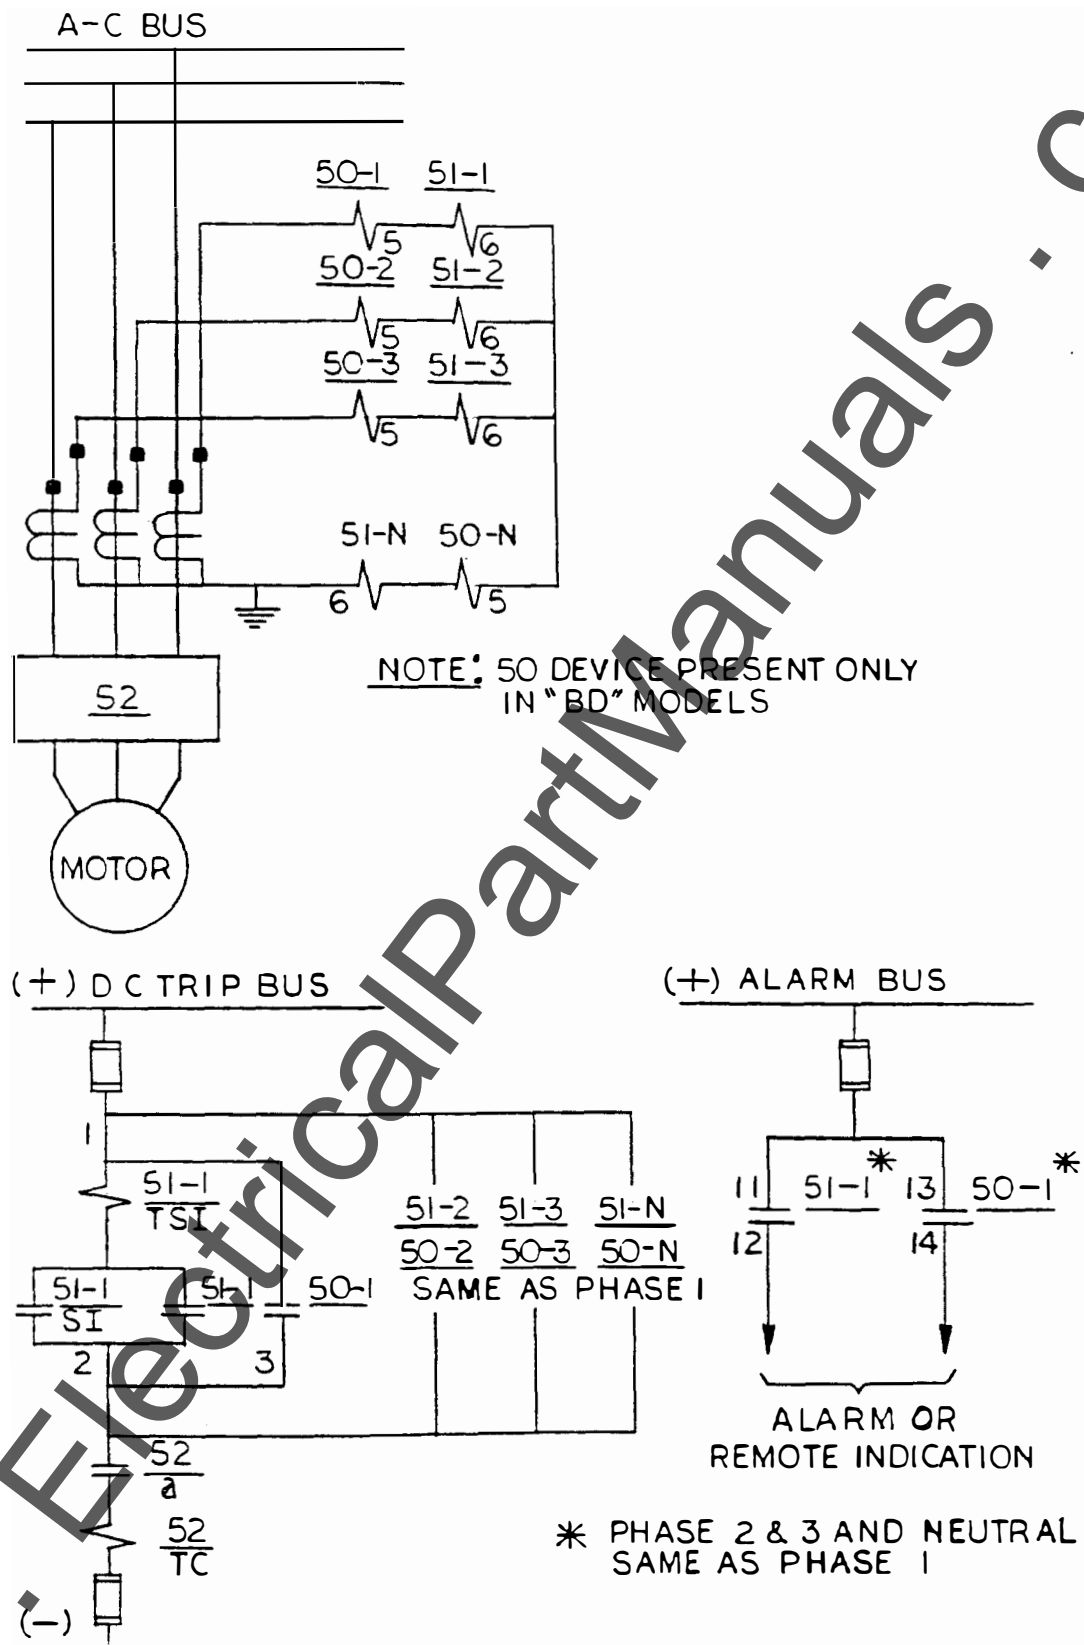 A-C BUS
50-1 51-1
5 6
50-2 51-2
5 6
50-3 51-3
5 6
51-N 50-N
6 5
NOTE: 50 DEVICE PRESENT ONLY
IN "BD" MODELS
52
MOTOR
(+) DC TRIP BUS
(+) ALARM BUS
1
51-1
TSI
51-1
SI
51-1
50-1
2
3
51-2 51-3 51-N
50-2 50-3 50-N
SAME AS PHASE 1
11 51-1 * 13 50-1 *
12 14
ALARM OR
REMOTE INDICATION
52
a
52
TC
(-)
* PHASE 2 & 3 AND NEUTRAL
SAME AS PHASE 1
. ElectricalPartManuals . c